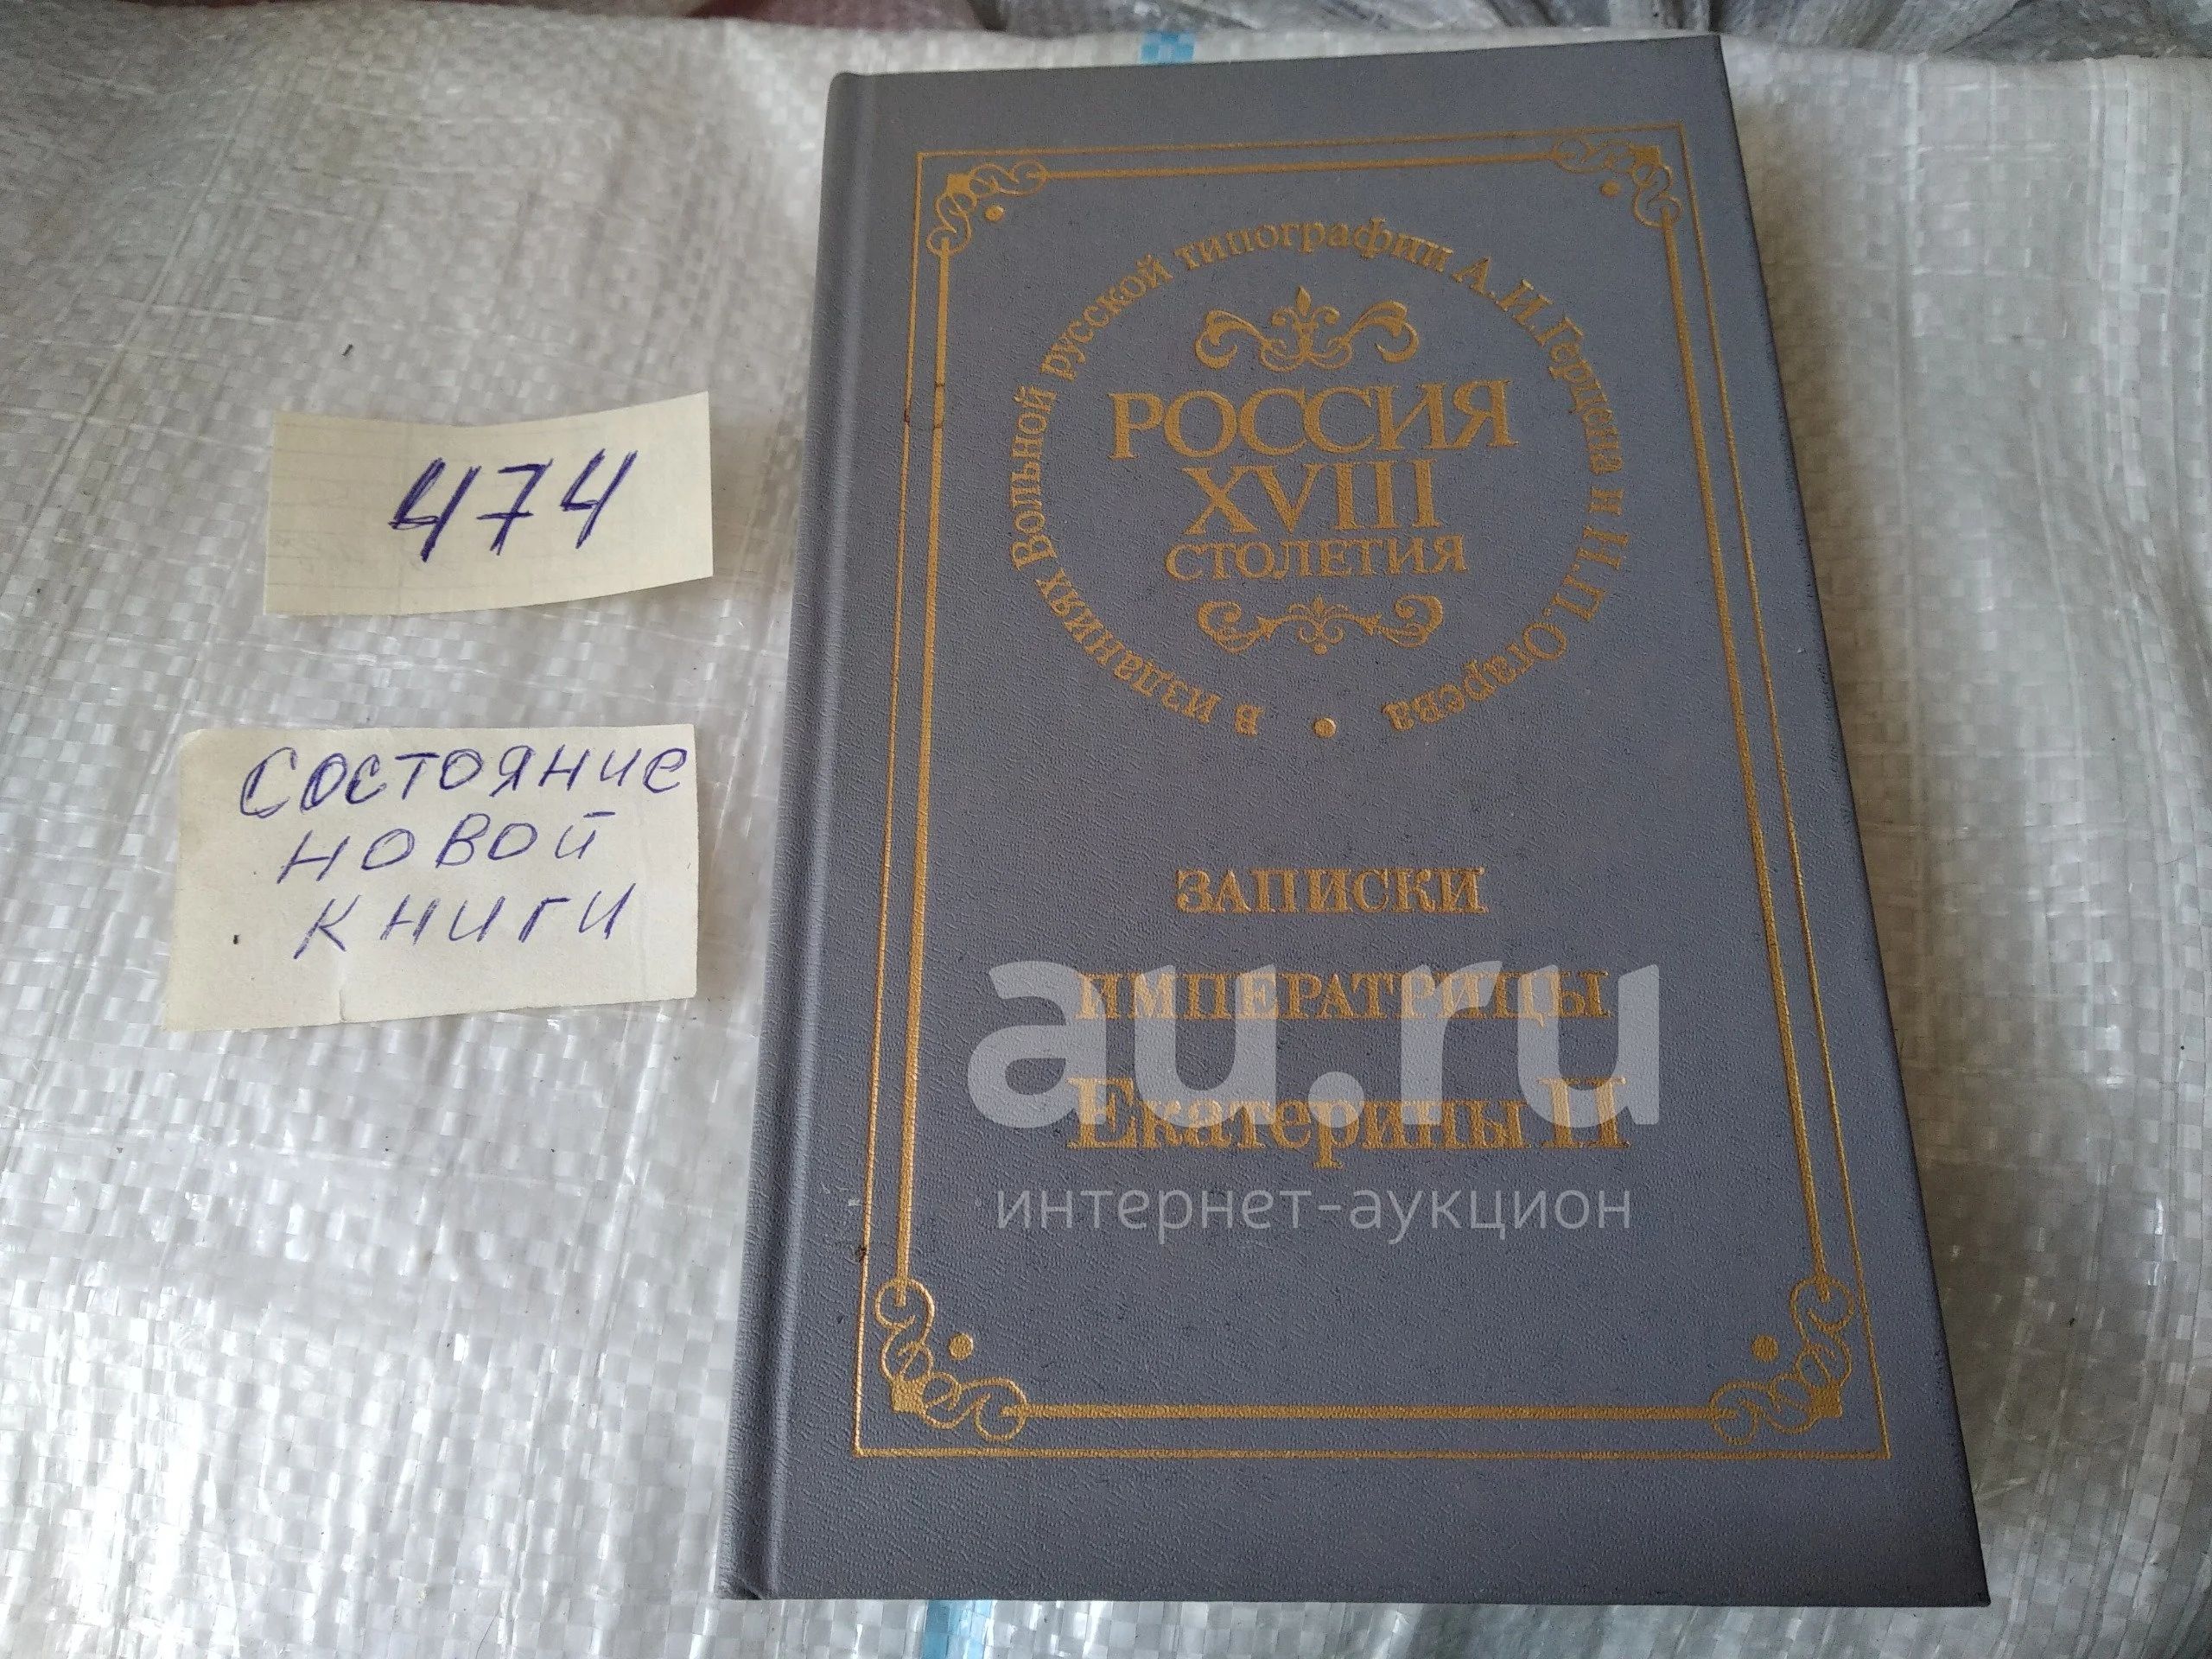 474
Состояние
новой
книги
в изданиях Вольной русской типографии А.И.Герцена и Н.П.Огарева
РОССИЯ
XVIII
СТОЛЕТИЯ
ЗАПИСКИ
ИМПЕРАТРИЦЫ
Екатерины II
au.ru
интернет-аукцион